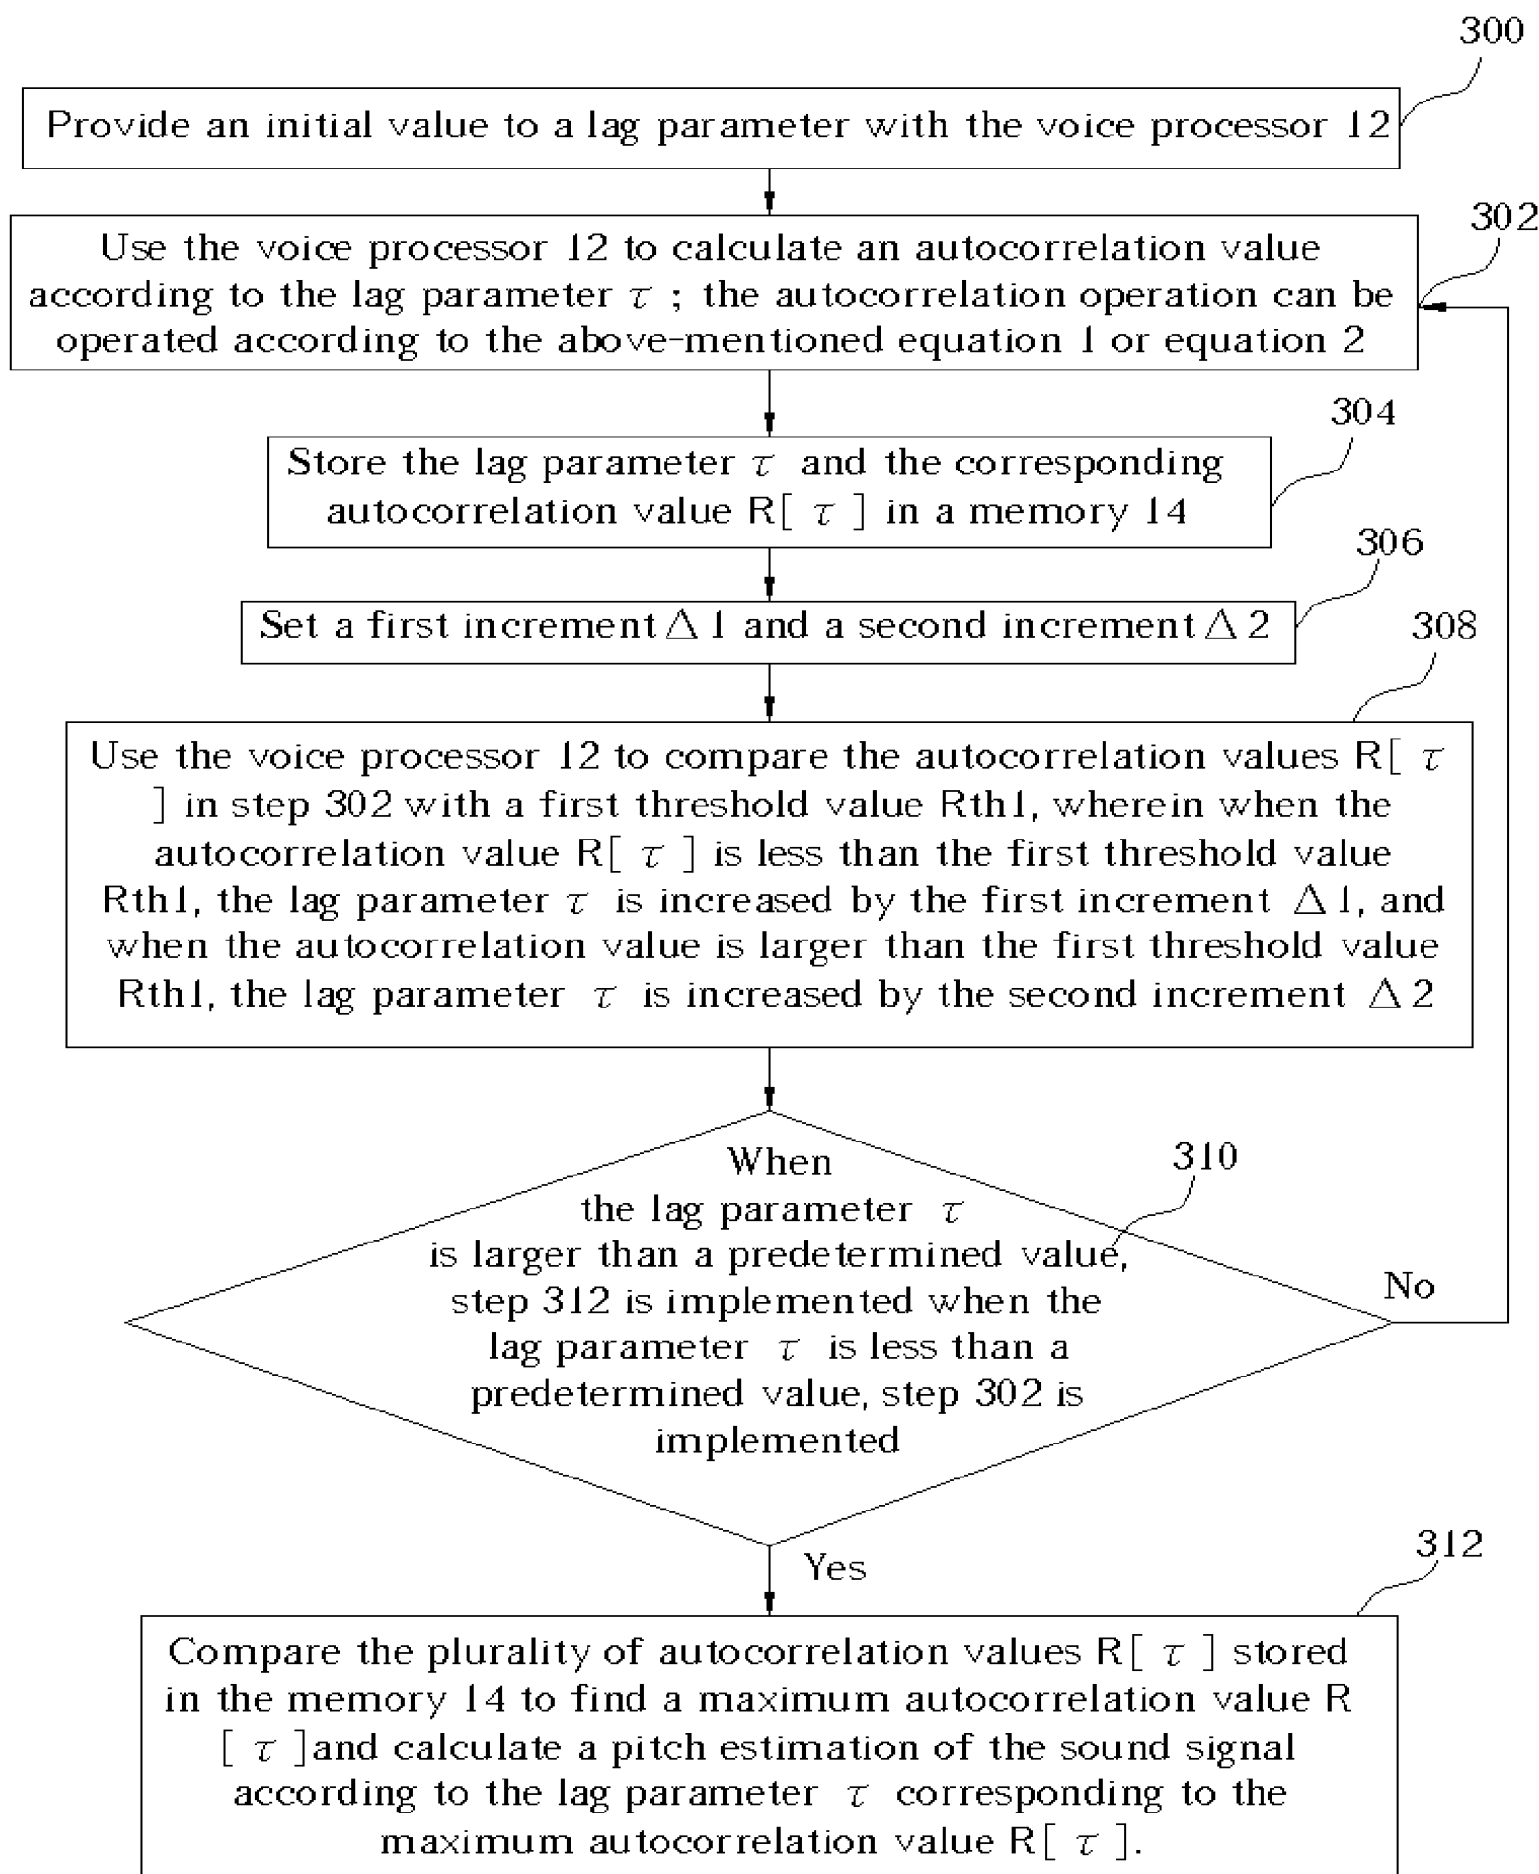 300
Provide an initial value to a lag parameter with the voice processor 12
302
Use the voice processor 12 to calculate an autocorrelation value
according to the lag parameter τ ; the autocorrelation operation can be
operated according to the above-mentioned equation 1 or equation 2
304
Store the lag parameter τ and the corresponding
autocorrelation value R[ τ ] in a memory 14
306
Set a first increment △ 1 and a second increment △ 2
308
Use the voice processor 12 to compare the autocorrelation values R[ τ
] in step 302 with a first threshold value Rth1, wherein when the
autocorrelation value R[ τ ] is less than the first threshold value
Rth1, the lag parameter τ is increased by the first increment △ 1, and
when the autocorrelation value is larger than the first threshold value
Rth1, the lag parameter τ is increased by the second increment △ 2
310
When
the lag parameter τ
is larger than a predetermined value,
step 312 is implemented when the
lag parameter τ is less than a
predetermined value, step 302 is
implemented
No
Yes
312
Compare the plurality of autocorrelation values R[ τ ] stored
in the memory 14 to find a maximum autocorrelation value R
[ τ ]and calculate a pitch estimation of the sound signal
according to the lag parameter τ corresponding to the
maximum autocorrelation value R[ τ ].